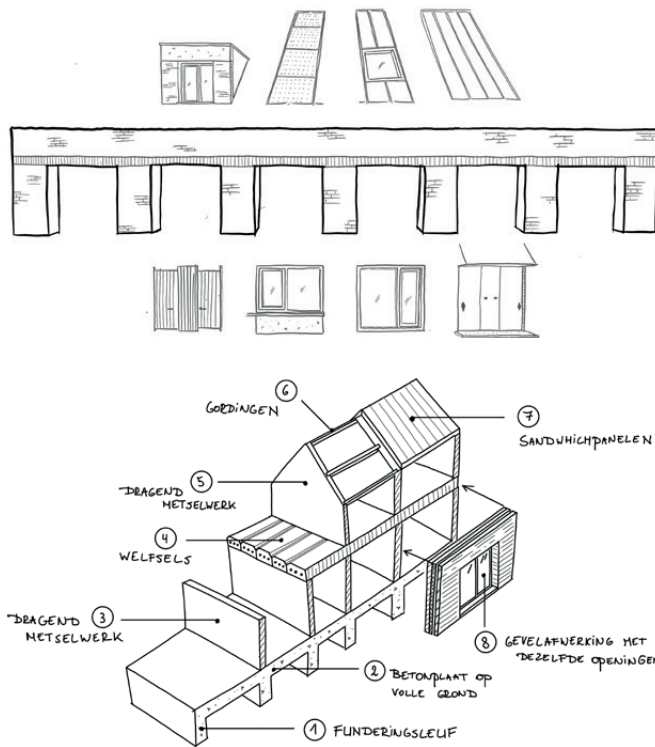 6
GORDINGEN
7
SANDWHICHPANELEN
DRAGEND 5
METSELWERK
4
WELFSELS
DRAGEND 3
METSELWERK
8 GEVELAFWERKING MET
DEZELFDE OPENINGEN
2 BETONPLAAT OP
VOLLE GROND
1 FUNDERINGSLEUF